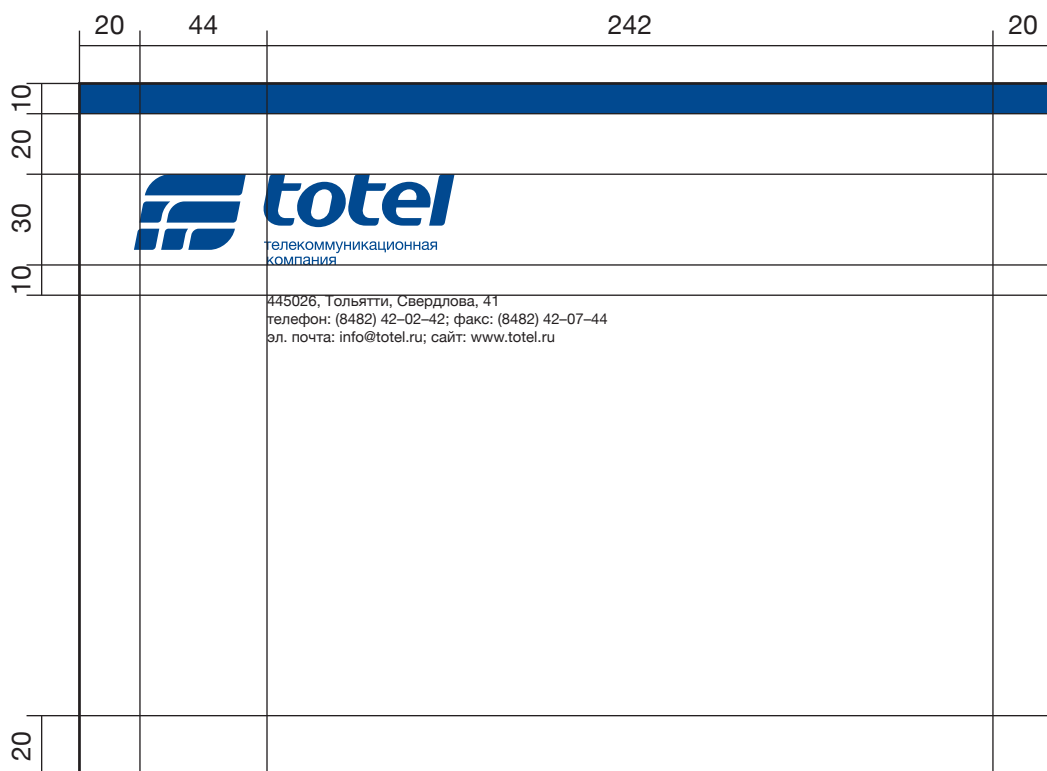 20 44 242 20
10
20
30
10
totel
телекоммуникационная
компания
445026, Тольятти, Свердлова, 41
телефон: (8482) 42–02–42; факс: (8482) 42–07–44
эл. почта: info@totel.ru; сайт: www.totel.ru
20